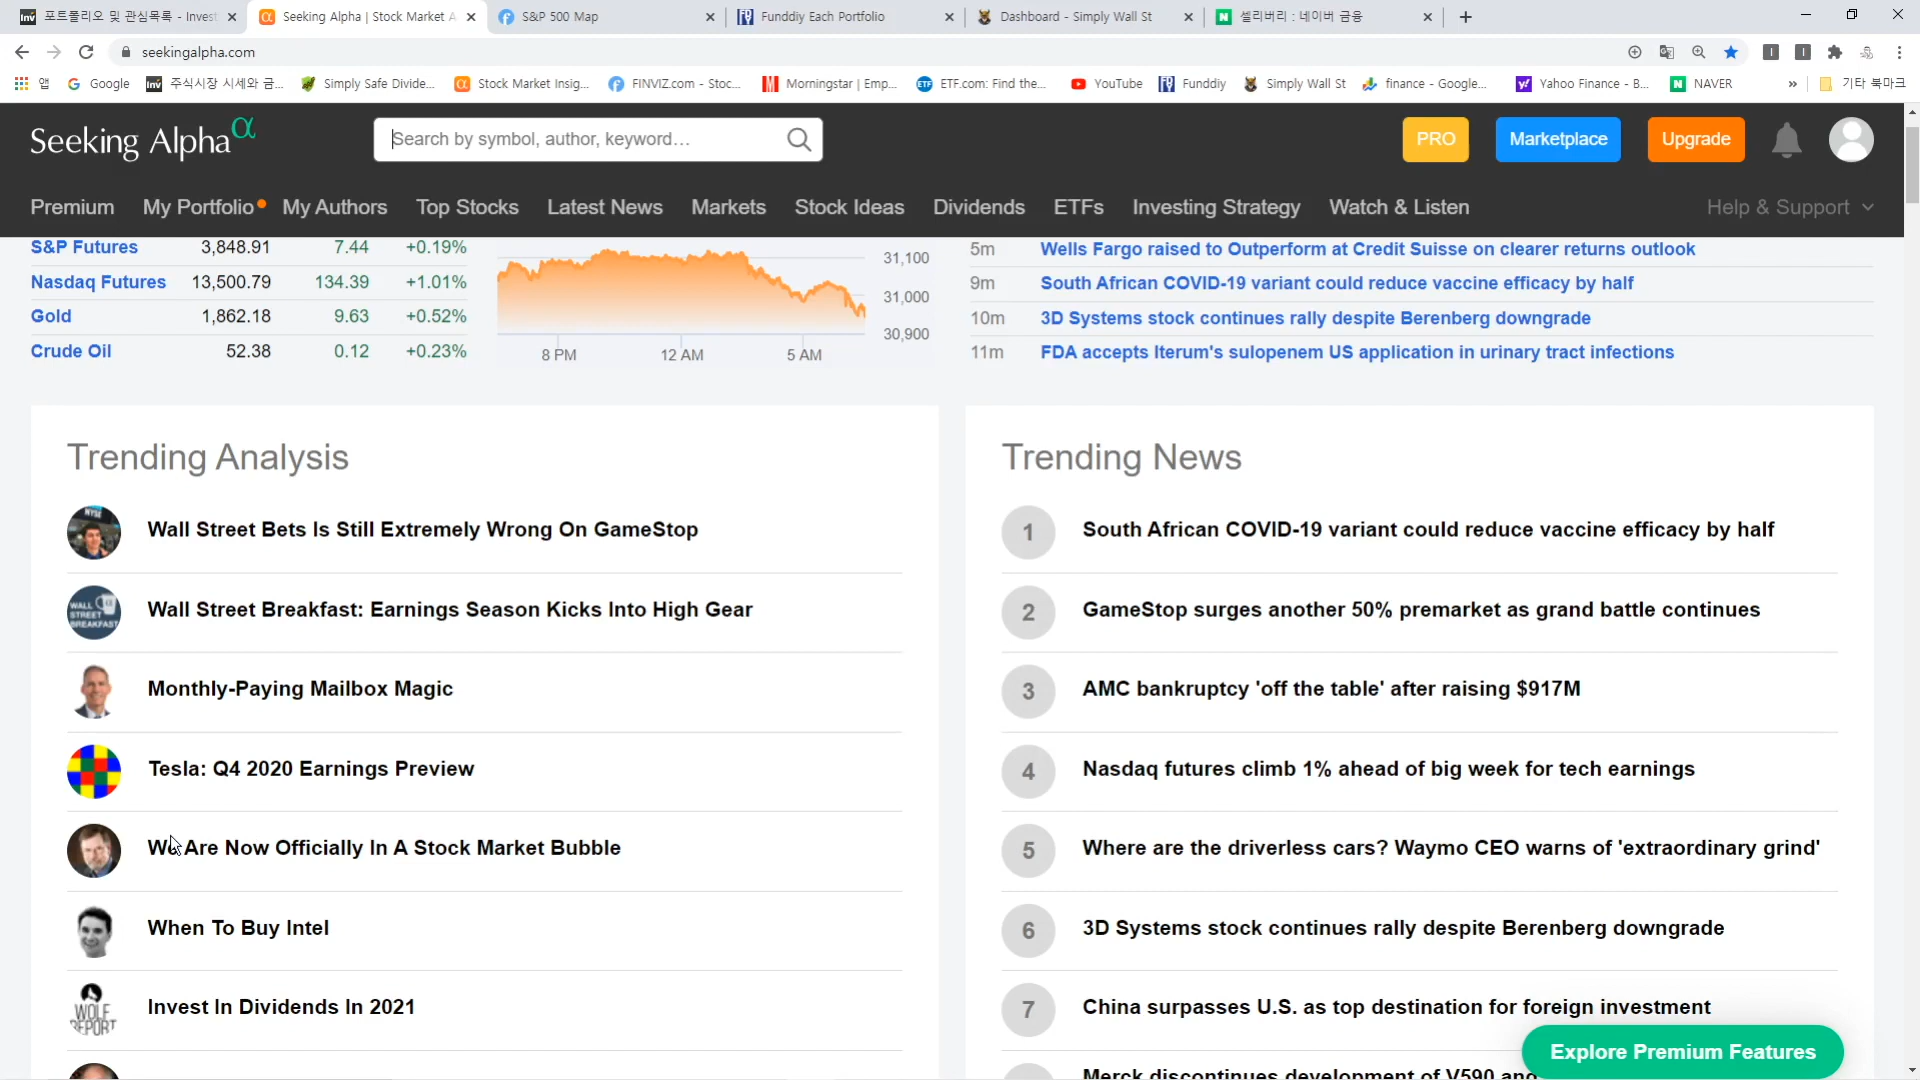 포트폴리오 및 관심목록 - Invest
Seeking Alpha | Stock Market A
S&P 500 Map
Funddiy Each Portfolio
Dashboard - Simply Wall St
셀리버리 : 네이버 금융
seekingalpha.com
앱
Google
주식시장 시세와 금...
Simply Safe Divide...
Stock Market Insig...
FINVIZ.com - Stoc...
Morningstar | Emp...
ETF.com: Find the...
YouTube
Funddiy
Simply Wall St
finance - Google...
Yahoo Finance - B...
NAVER
»
기타 북마크
Seeking Alpha α
Search by symbol, author, keyword...
PRO
Marketplace
Upgrade
Premium
My Portfolio
My Authors
Top Stocks
Latest News
Markets
Stock Ideas
Dividends
ETFs
Investing Strategy
Watch & Listen
Help & Support
S&P Futures 3,848.91 7.44 +0.19%
Nasdaq Futures 13,500.79 134.39 +1.01%
Gold 1,862.18 9.63 +0.52%
Crude Oil 52.38 0.12 +0.23%
31,100
31,000
30,900
8 PM 12 AM 5 AM
5m Wells Fargo raised to Outperform at Credit Suisse on clearer returns outlook
9m South African COVID-19 variant could reduce vaccine efficacy by half
10m 3D Systems stock continues rally despite Berenberg downgrade
11m FDA accepts Iterum's sulopenem US application in urinary tract infections
Trending Analysis
Wall Street Bets Is Still Extremely Wrong On GameStop
WALL STREET BREAKFAST
Wall Street Breakfast: Earnings Season Kicks Into High Gear
Monthly-Paying Mailbox Magic
Tesla: Q4 2020 Earnings Preview
We Are Now Officially In A Stock Market Bubble
When To Buy Intel
WOLF REPORT
Invest In Dividends In 2021
Trending News
1 South African COVID-19 variant could reduce vaccine efficacy by half
2 GameStop surges another 50% premarket as grand battle continues
3 AMC bankruptcy 'off the table' after raising $917M
4 Nasdaq futures climb 1% ahead of big week for tech earnings
5 Where are the driverless cars? Waymo CEO warns of 'extraordinary grind'
6 3D Systems stock continues rally despite Berenberg downgrade
7 China surpasses U.S. as top destination for foreign investment
Merck discontinues development of V590 and
Explore Premium Features